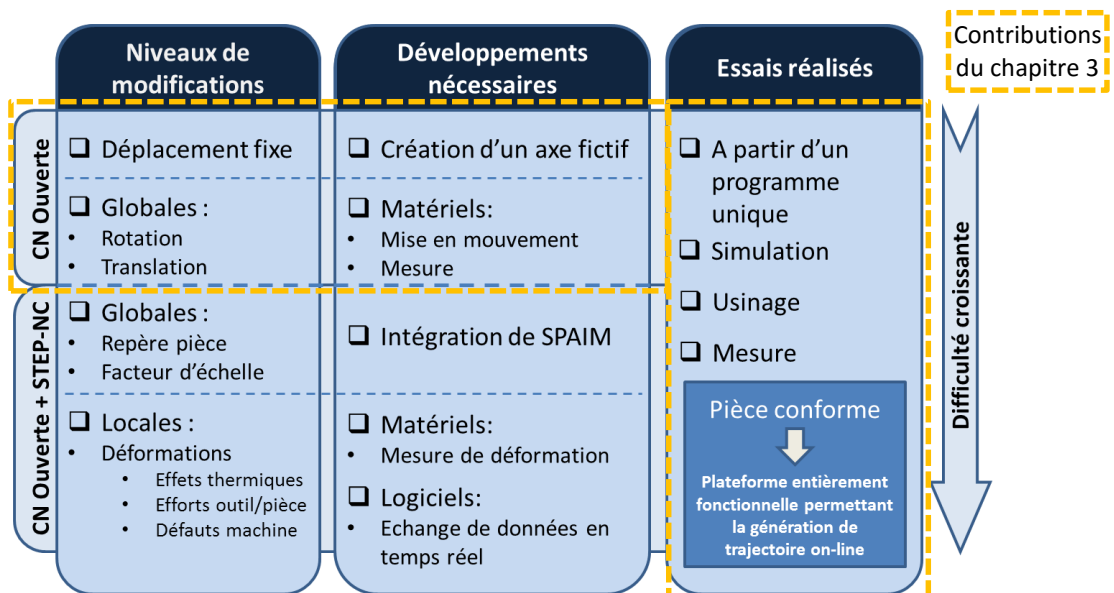 Niveaux de
modifications
Développements
nécessaires
Essais réalisés
Contributions
du chapitre 3
CN Ouverte
❑ Déplacement fixe
❑ Globales :
• Rotation
• Translation
❑ Création d’un axe fictif
❑ Matériels:
• Mise en mouvement
• Mesure
CN Ouverte + STEP-NC
❑ Globales :
• Repère pièce
• Facteur d’échelle
❑ Locales :
• Déformations
• Effets thermiques
• Efforts outil/pièce
• Défauts machine
❑ Intégration de SPAIM
❑ Matériels:
• Mesure de déformation
❑ Logiciels:
• Echange de données en
temps réel
❑ A partir d’un
programme
unique
❑ Simulation
❑ Usinage
❑ Mesure
Pièce conforme
Plateforme entièrement
fonctionnelle permettant
la génération de
trajectoire on-line
Difficulté croissante